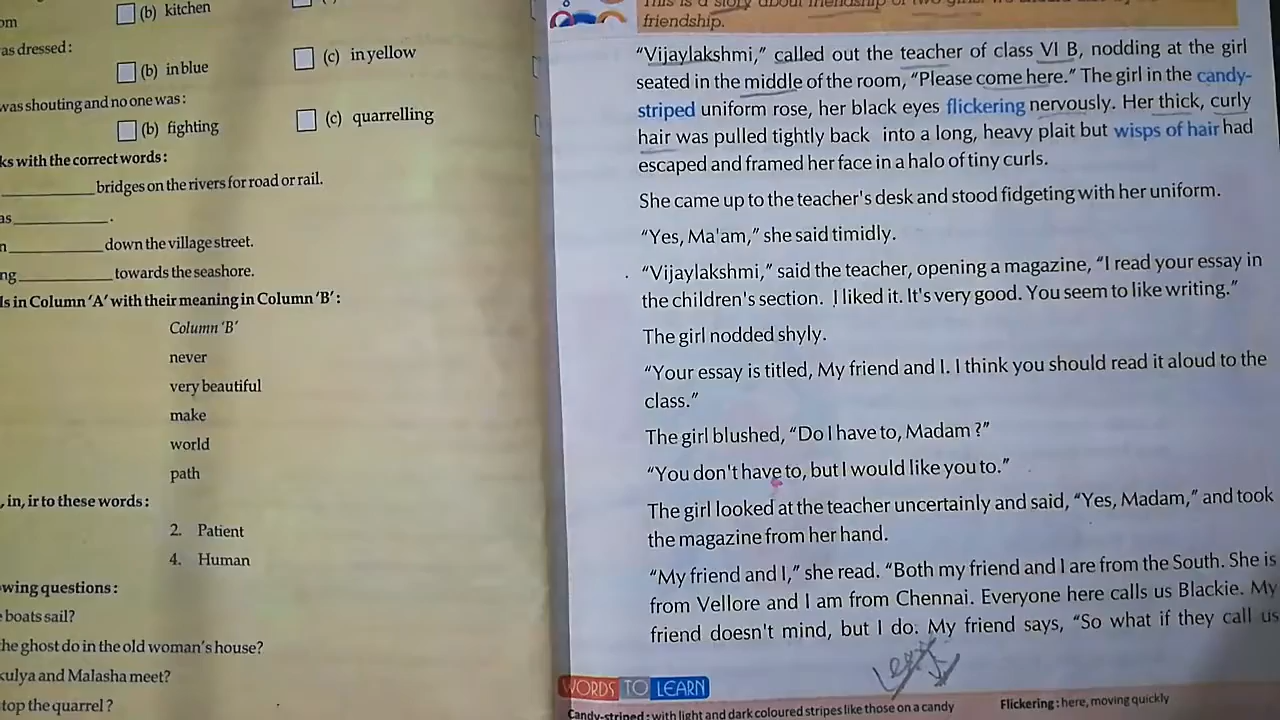 (b) kitchen
as dressed:
(b) in blue
(c) in yellow
was shouting and no one was:
(b) fighting
(c) quarrelling
ks with the correct words:
__________ bridges on the rivers for road or rail.
as __________ .
__________ down the village street.
ng __________ towards the seashore.
ls in Column 'A' with their meaning in Column 'B':
Column 'B'
never
very beautiful
make
world
path
, in, ir to these words:
2. Patient
4. Human
wing questions:
boats sail?
he ghost do in the old woman's house?
kulya and Malasha meet?
top the quarrel?
This is a story about friendship of two girls.
friendship.
"Vijaylakshmi," called out the teacher of class VI B, nodding at the girl
seated in the middle of the room, "Please come here." The girl in the candy-
striped uniform rose, her black eyes flickering nervously. Her thick, curly
hair was pulled tightly back into a long, heavy plait but wisps of hair had
escaped and framed her face in a halo of tiny curls.
She came up to the teacher's desk and stood fidgeting with her uniform.
"Yes, Ma'am," she said timidly.
"Vijaylakshmi," said the teacher, opening a magazine, "I read your essay in
the children's section. I liked it. It's very good. You seem to like writing."
The girl nodded shyly.
"Your essay is titled, My friend and I. I think you should read it aloud to the
class."
The girl blushed, "Do I have to, Madam ?"
"You don't have to, but I would like you to."
The girl looked at the teacher uncertainly and said, "Yes, Madam," and took
the magazine from her hand.
"My friend and I," she read. "Both my friend and I are from the South. She is
from Vellore and I am from Chennai. Everyone here calls us Blackie. My
friend doesn't mind, but I do. My friend says, "So what if they call us
WORDS TO LEARN
Candy-striped : with light and dark coloured stripes like those on a candy
Flickering : here, moving quickly